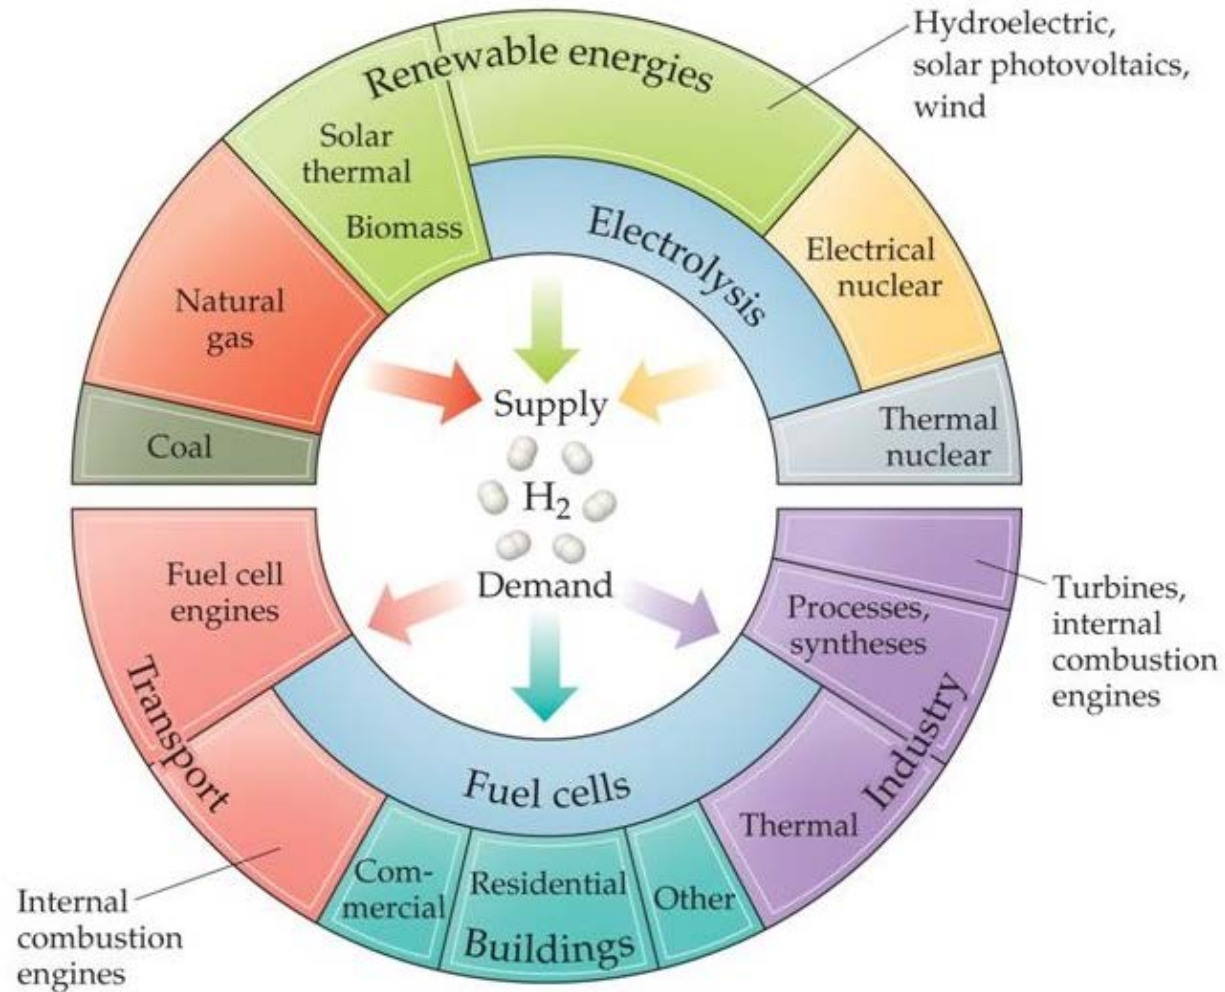 Renewable energies
Hydroelectric,
solar photovoltaics,
wind
Solar
thermal
Biomass
Electrolysis
Electrical
nuclear
Natural
gas
Thermal
nuclear
Coal
Supply
H₂
Demand
Fuel cell
engines
Transport
Internal
combustion
engines
Fuel cells
Com-
mercial
Residential
Other
Buildings
Thermal
Industry
Processes,
syntheses
Turbines,
internal
combustion
engines